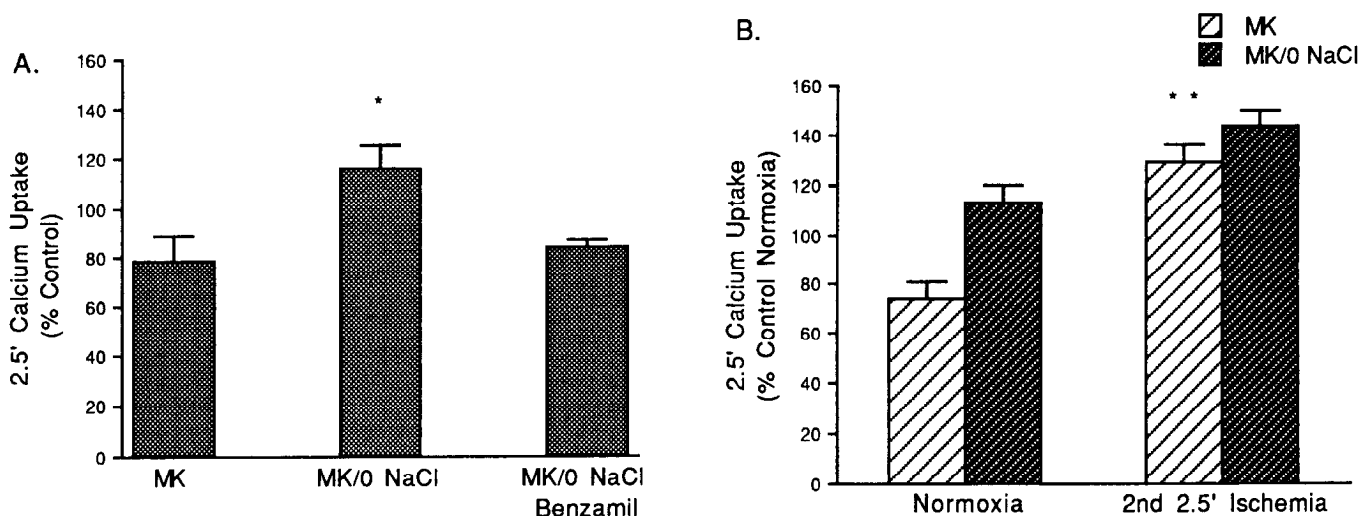 A.
2.5' Calcium Uptake
(% Control)
160
140
120
100
80
60
40
20
0
*
MK
MK/0 NaCl
MK/0 NaCl
Benzamil
B.
MK
MK/0 NaCl
2.5' Calcium Uptake
(% Control Normoxia)
160
140
120
100
80
60
40
20
0
* *
Normoxia
2nd 2.5' Ischemia